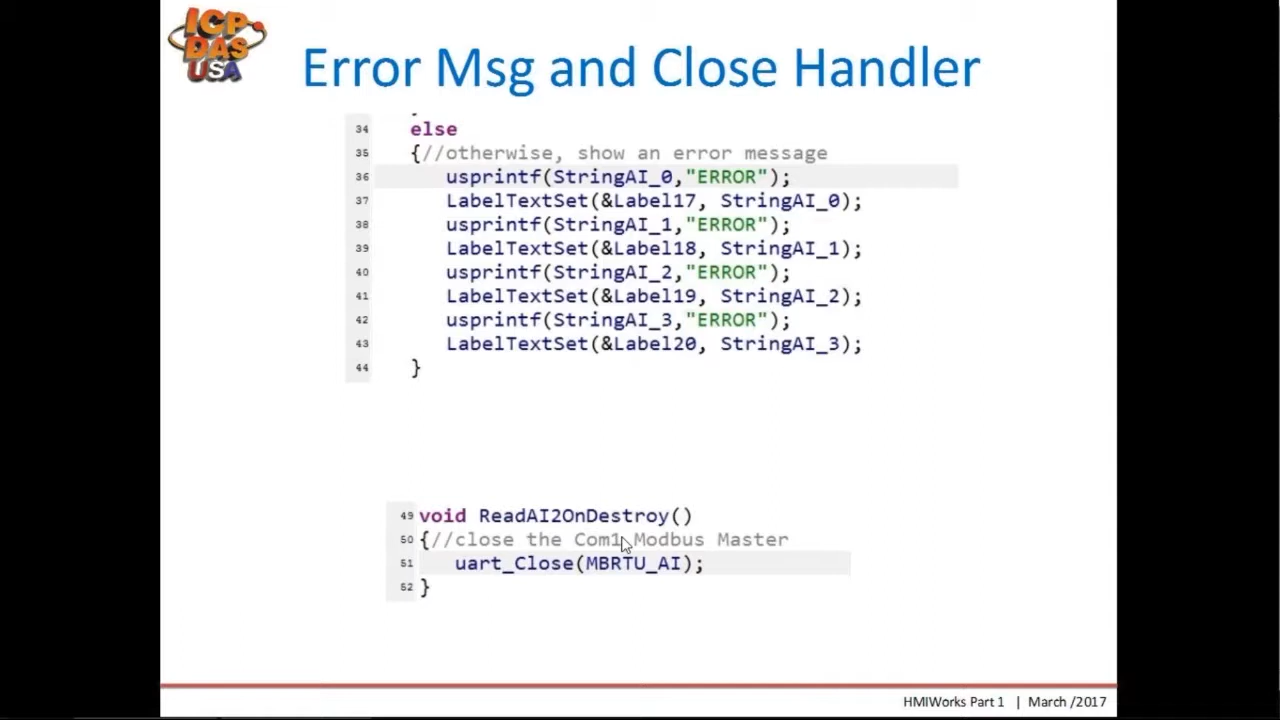 ICP
DAS
USA
Error Msg and Close Handler
34 else
35 {//otherwise, show an error message
36 usprintf(StringAI_0,"ERROR");
37 LabelTextSet(&Label17, StringAI_0);
38 usprintf(StringAI_1,"ERROR");
39 LabelTextSet(&Label18, StringAI_1);
40 usprintf(StringAI_2,"ERROR");
41 LabelTextSet(&Label19, StringAI_2);
42 usprintf(StringAI_3,"ERROR");
43 LabelTextSet(&Label20, StringAI_3);
44 }
49 void ReadAI2OnDestroy()
50 {//close the Com1 Modbus Master
51 uart_Close(MBRTU_AI);
52 }
HMIWorks Part 1 | March /2017